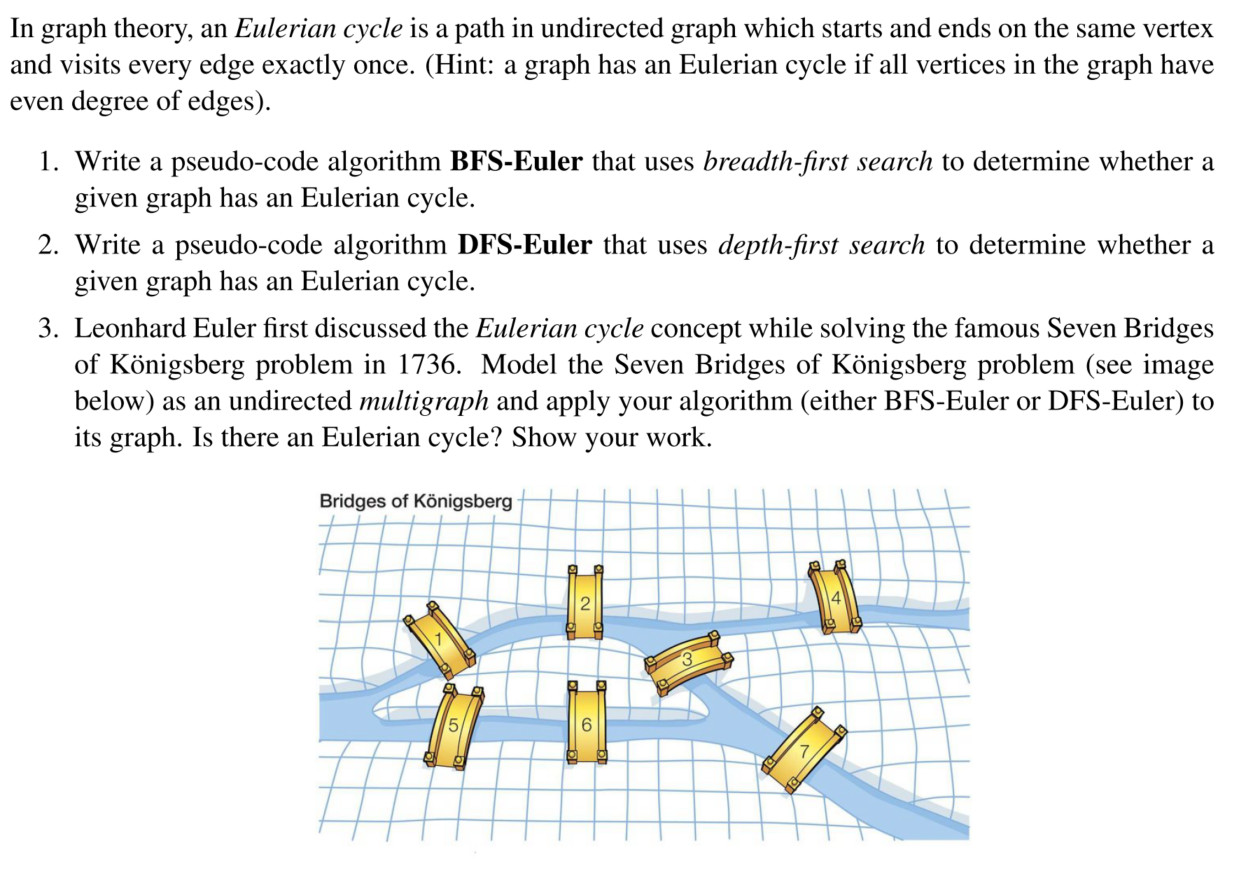 In graph theory, an Eulerian cycle is a path in undirected graph which starts and ends on the same vertex
and visits every edge exactly once. (Hint: a graph has an Eulerian cycle if all vertices in the graph have
even degree of edges).
1. Write a pseudo-code algorithm BFS-Euler that uses breadth-first search to determine whether a
given graph has an Eulerian cycle.
2. Write a pseudo-code algorithm DFS-Euler that uses depth-first search to determine whether a
given graph has an Eulerian cycle.
3. Leonhard Euler first discussed the Eulerian cycle concept while solving the famous Seven Bridges
of Königsberg problem in 1736. Model the Seven Bridges of Königsberg problem (see image
below) as an undirected multigraph and apply your algorithm (either BFS-Euler or DFS-Euler) to
its graph. Is there an Eulerian cycle? Show your work.
Bridges of Königsberg
1
2
3
4
5
6
7